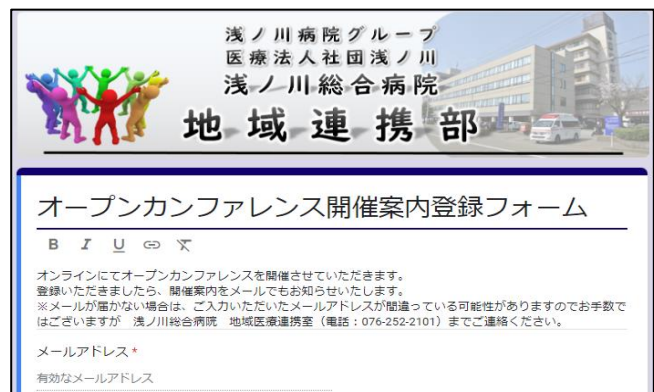 浅ノ川病院グループ
医療法人社団浅ノ川
浅ノ川総合病院
地域連携部
オープンカンファレンス開催案内登録フォーム
B I U
オンラインにてオープンカンファレンスを開催させていただきます。
登録いただきましたら、開催案内をメールでもお知らせいたします。
※メールが届かない場合は、ご入力いただいたメールアドレスが間違っている可能性がありますのでお手数で
はございますが　浅ノ川総合病院　地域医療連携室（電話：076-252-2101）までご連絡ください。
メールアドレス *
有効なメールアドレス